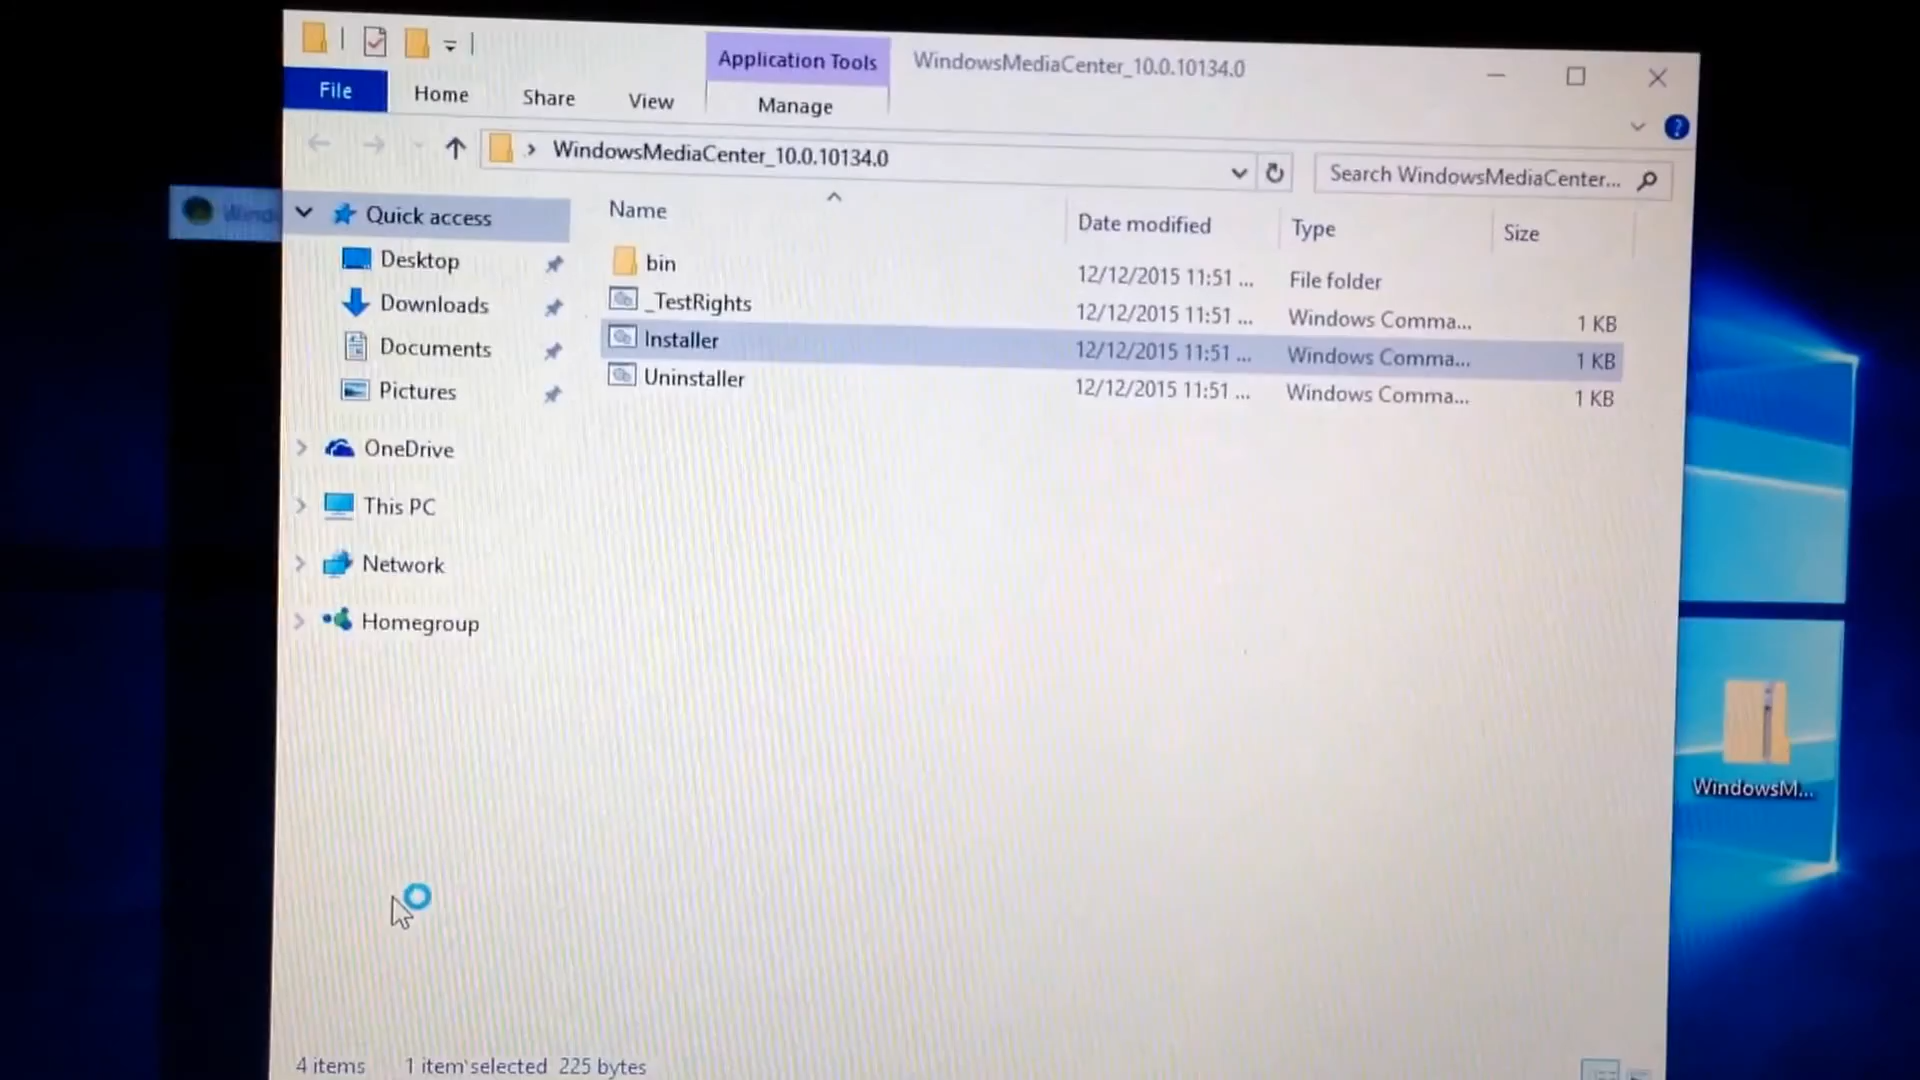 Application Tools
WindowsMediaCenter_10.0.10134.0
File
Home
Share
View
Manage
WindowsMediaCenter_10.0.10134.0
Search WindowsMediaCenter...
Windo
Quick access
Name
Date modified
Type
Size
Desktop
bin
12/12/2015 11:51 ...
File folder
Downloads
_TestRights
12/12/2015 11:51 ...
Windows Comma...
1 KB
Documents
Installer
12/12/2015 11:51 ...
Windows Comma...
1 KB
Pictures
Uninstaller
12/12/2015 11:51 ...
Windows Comma...
1 KB
OneDrive
This PC
Network
Homegroup
WindowsM...
4 items
1 item selected 225 bytes